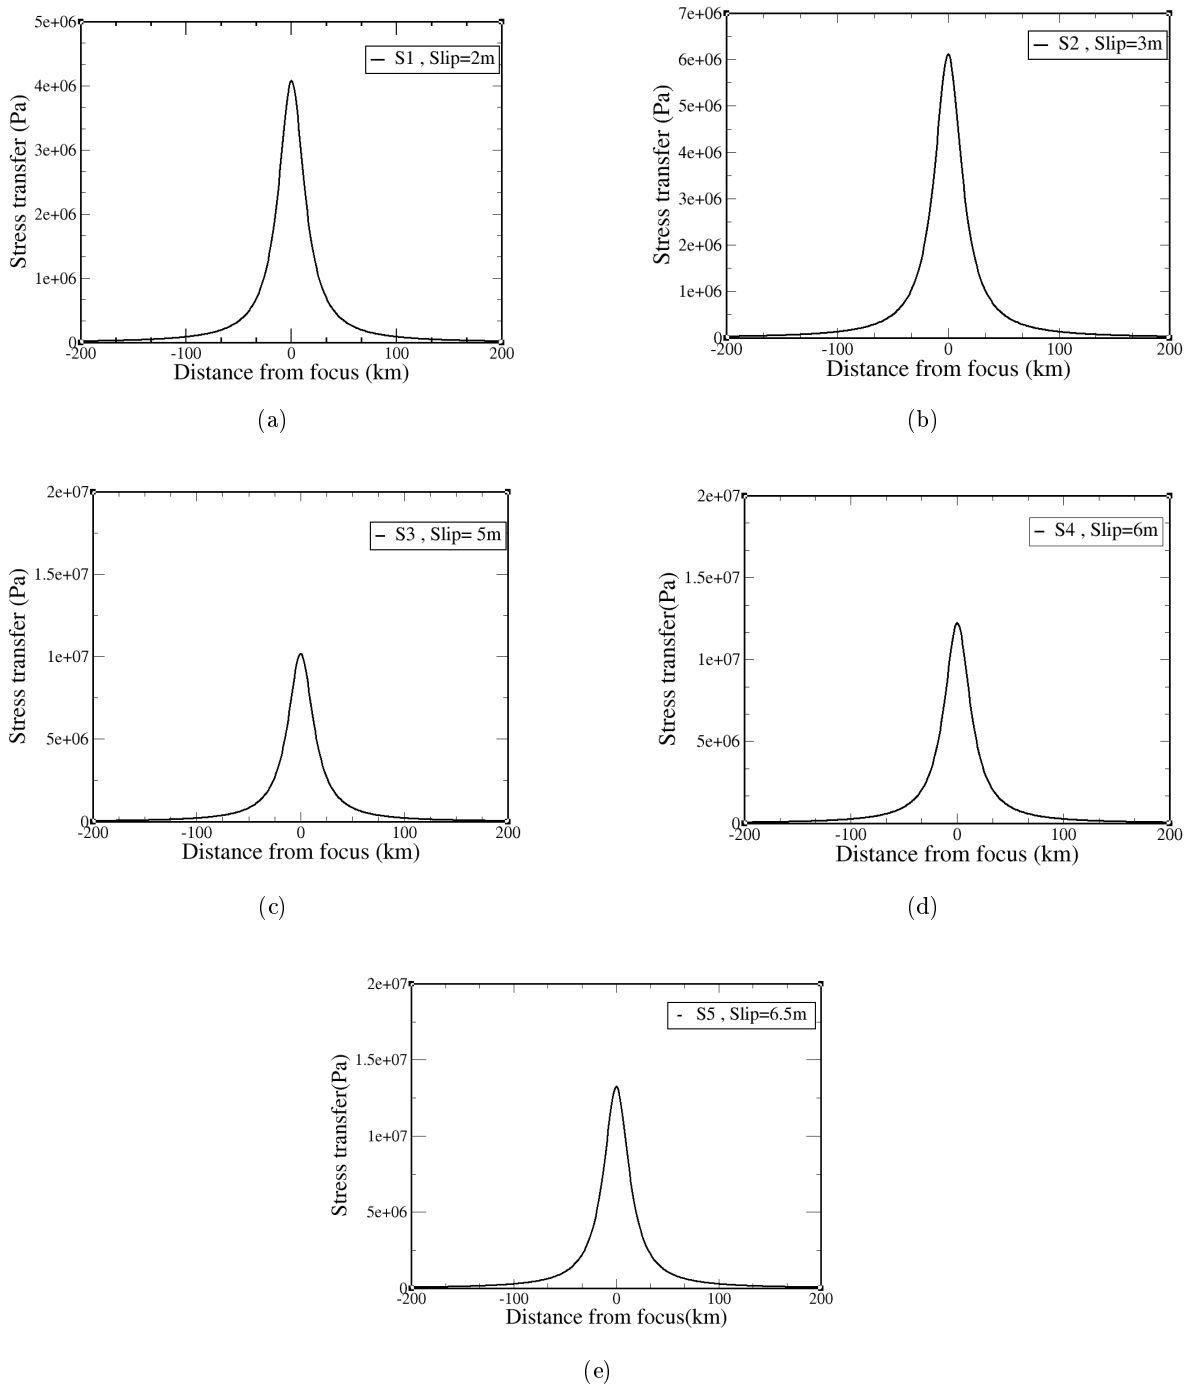 5e+06
4e+06
3e+06
2e+06
1e+06
0
-200
-100
0
100
200
Stress transfer (Pa)
Distance from focus (km)
S1 , Slip=2m
(a)
7e+06
6e+06
5e+06
4e+06
3e+06
2e+06
1e+06
0
-200
-100
0
100
200
Stress transfer (Pa)
Distance from focus (km)
S2 , Slip=3m
(b)
2e+07
1.5e+07
1e+07
5e+06
0
-200
-100
0
100
200
Stress transfer (Pa)
Distance from focus (km)
S3 , Slip= 5m
(c)
2e+07
1.5e+07
1e+07
5e+06
0
-200
-100
0
100
200
Stress transfer(Pa)
Distance from focus (km)
S4 , Slip=6m
(d)
2e+07
1.5e+07
1e+07
5e+06
0
-200
-100
0
100
200
Stress transfer(Pa)
Distance from focus(km)
S5 , Slip=6.5m
(e)